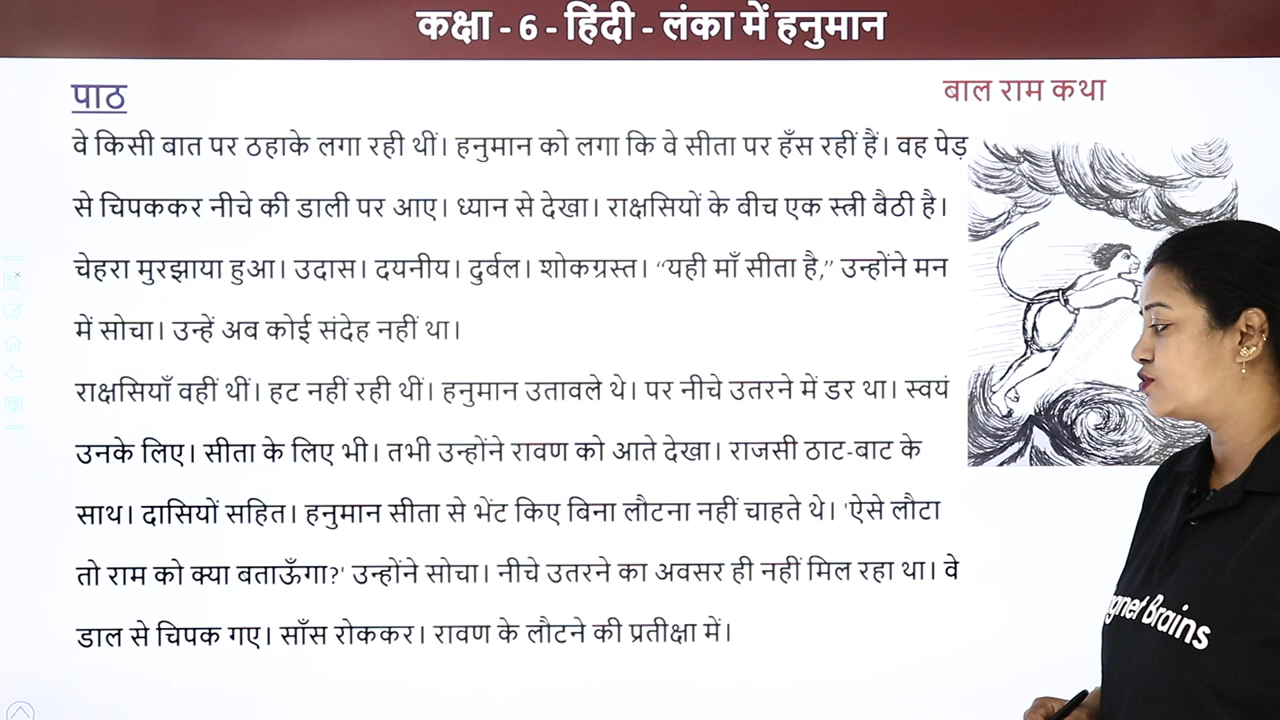 कक्षा - 6 - हिंदी - लंका में हनुमान
पाठ
बाल राम कथा
वे किसी बात पर ठहाके लगा रही थीं। हनुमान को लगा कि वे सीता पर हँस रहीं हैं। वह पेड़
से चिपककर नीचे की डाली पर आए। ध्यान से देखा। राक्षसियों के बीच एक स्त्री बैठी है।
चेहरा मुरझाया हुआ। उदास। दयनीय। दुर्वल। शोकग्रस्त। “यही माँ सीता है,” उन्होंने मन
में सोचा। उन्हें अब कोई संदेह नहीं था।
राक्षसियाँ वहीं थीं। हट नहीं रही थीं। हनुमान उतावले थे। पर नीचे उतरने में डर था। स्वयं
उनके लिए। सीता के लिए भी। तभी उन्होंने रावण को आते देखा। राजसी ठाट-बाट के
साथ। दासियों सहित। हनुमान सीता से भेंट किए बिना लौटना नहीं चाहते थे। 'ऐसे लौटा
तो राम को क्या बताऊँगा?' उन्होंने सोचा। नीचे उतरने का अवसर ही नहीं मिल रहा था। वे
डाल से चिपक गए। साँस रोककर। रावण के लौटने की प्रतीक्षा में।
Brains